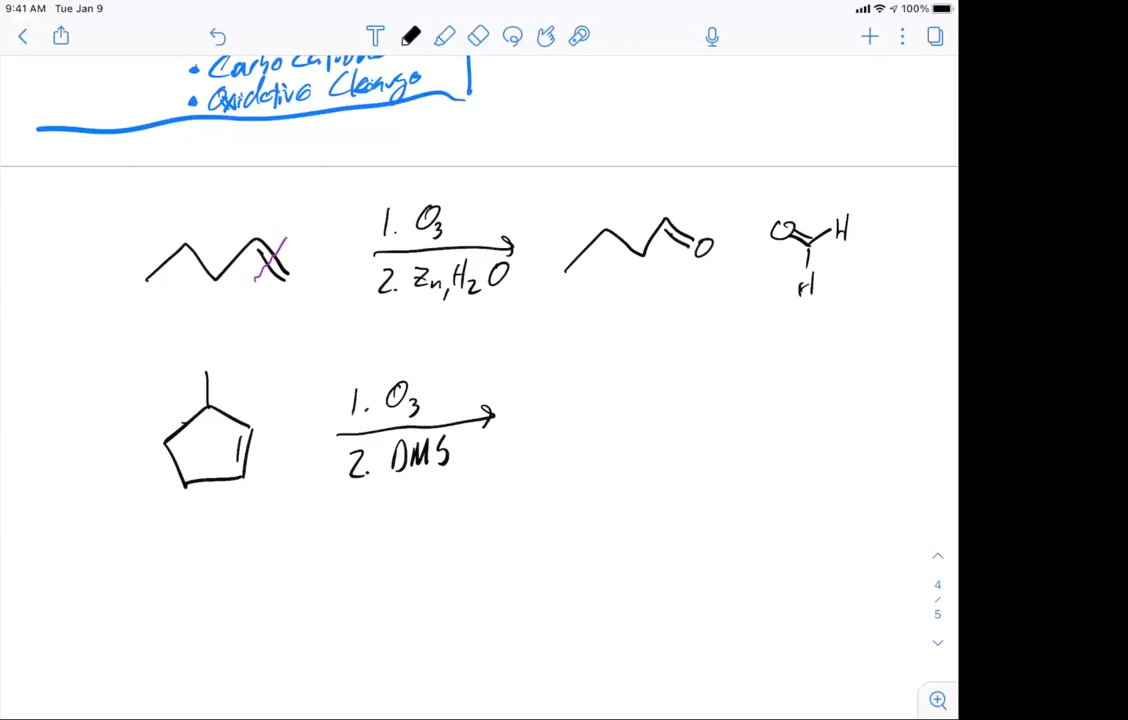 9:41 AM Tue Jan 9
100%
T
• Oxidative Cleavage
1. O3
2. Zn, H2O
O
O H
H
1. O3
2. DMS
4
/
5